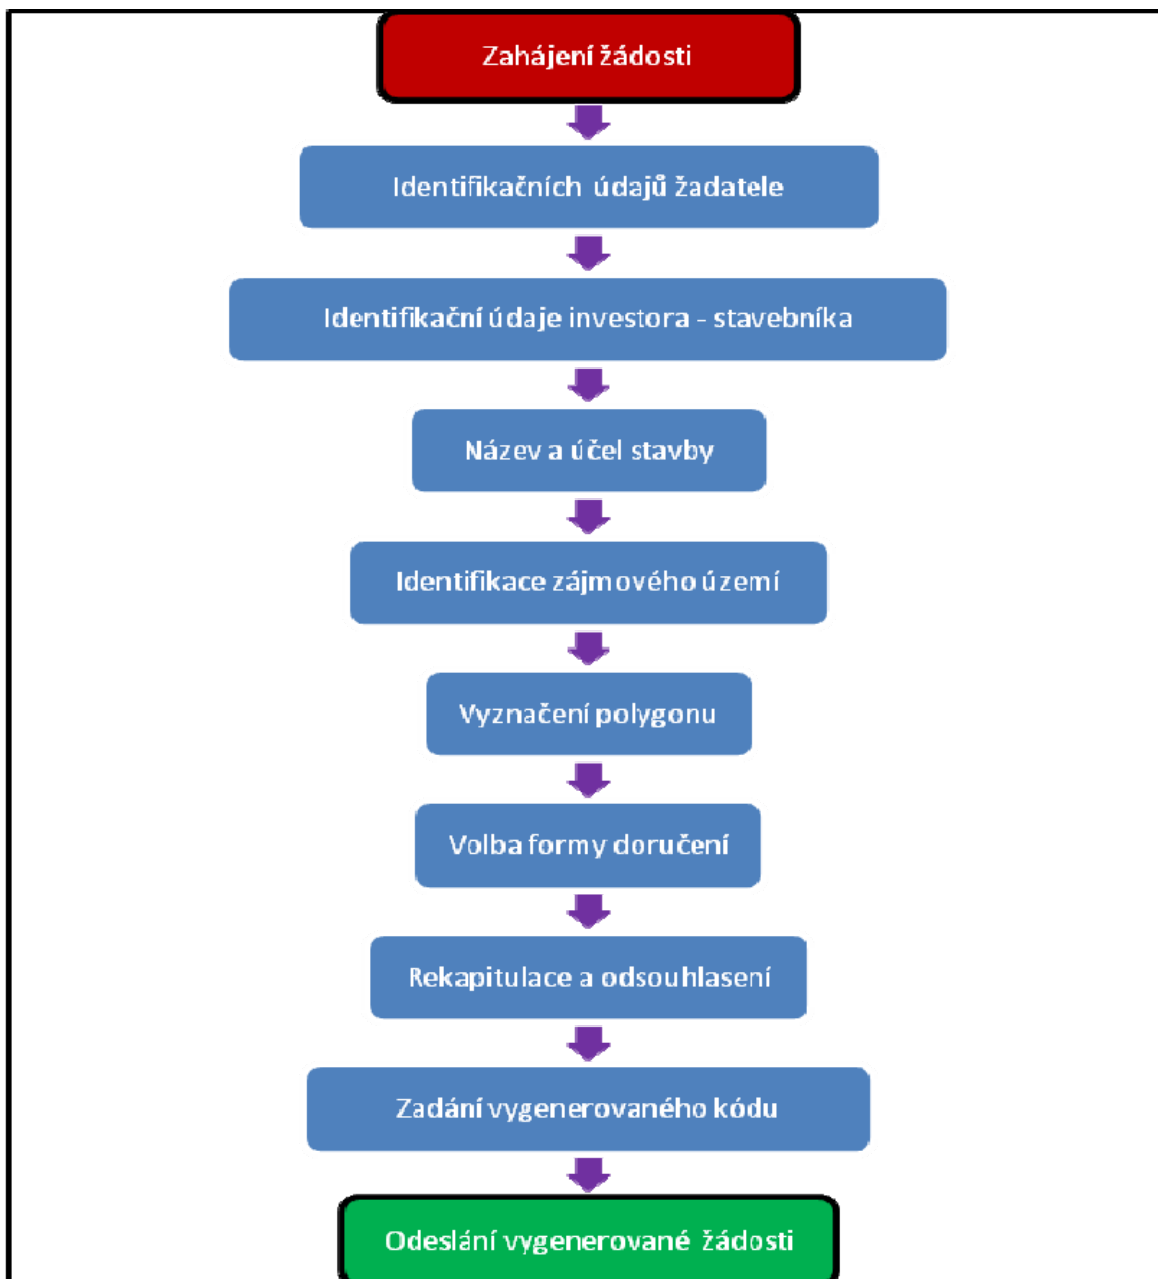 Zahájení žádosti
Identifikačních údajů žadatele
Identifikační údaje investora - stavebníka
Název a účel stavby
Identifikace zájmového území
Vyznačení polygonu
Volba formy doručení
Rekapitulace a odsouhlasení
Zadání vygenerovaného kódu
Odeslání vygenerované žádosti